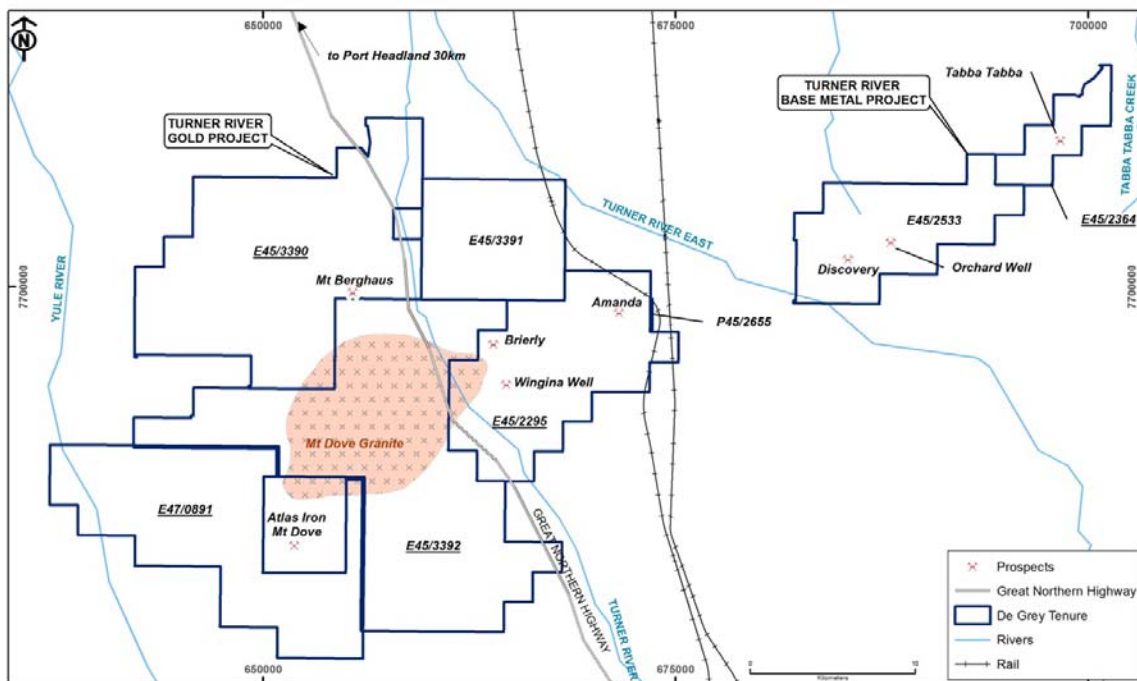 650000
675000
700000
N
to Port Headland 30km
Tabba Tabba
TURNER RIVER
BASE METAL PROJECT
TURNER RIVER
GOLD PROJECT
TABBA TABBA CREEK
E45/2364
TURNER RIVER EAST
E45/2533
E45/3391
E45/3390
YULE RIVER
Discovery
Orchard Well
7700000
7700000
Mt Berghaus
Amanda
P45/2655
Brierly
Wingina Well
E45/2295
Mt Dove Granite
E47/0891
Atlas Iron
Mt Dove
E45/3392
GREAT NORTHERN HIGHWAY
TURNER RIVER
Prospects
Great Northern Highway
De Grey Tenure
Rivers
Rail
0
10
Kilometers
650000
675000